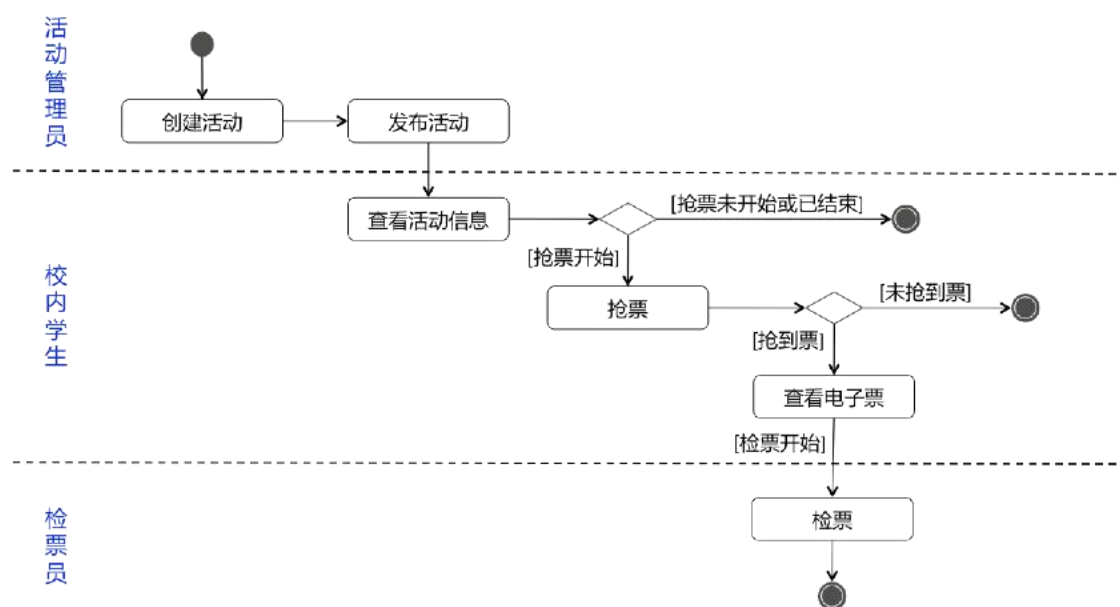 活动管理员
创建活动
发布活动
查看活动信息
[抢票未开始或已结束]
[抢票开始]
校内学生
抢票
[未抢到票]
[抢到票]
查看电子票
[检票开始]
检票员
检票